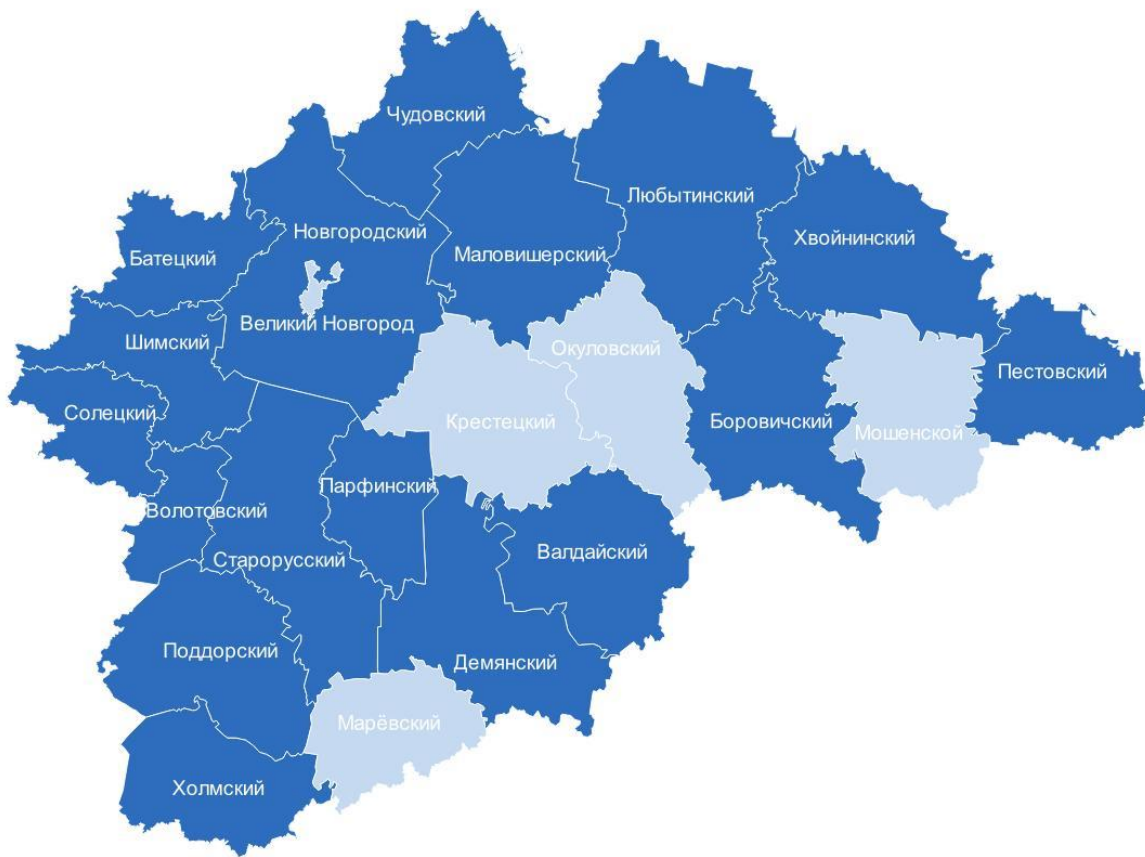 Чудовский
Любытинский
Новгородский
Хвойнинский
Маловишерский
Батецкий
Великий Новгород
Шимский
Окуловский
Пестовский
Солецкий
Крестецкий
Боровичский
Мошенской
Парфинский
Волотовский
Валдайский
Старорусский
Поддорский
Демянский
Марёвский
Холмский